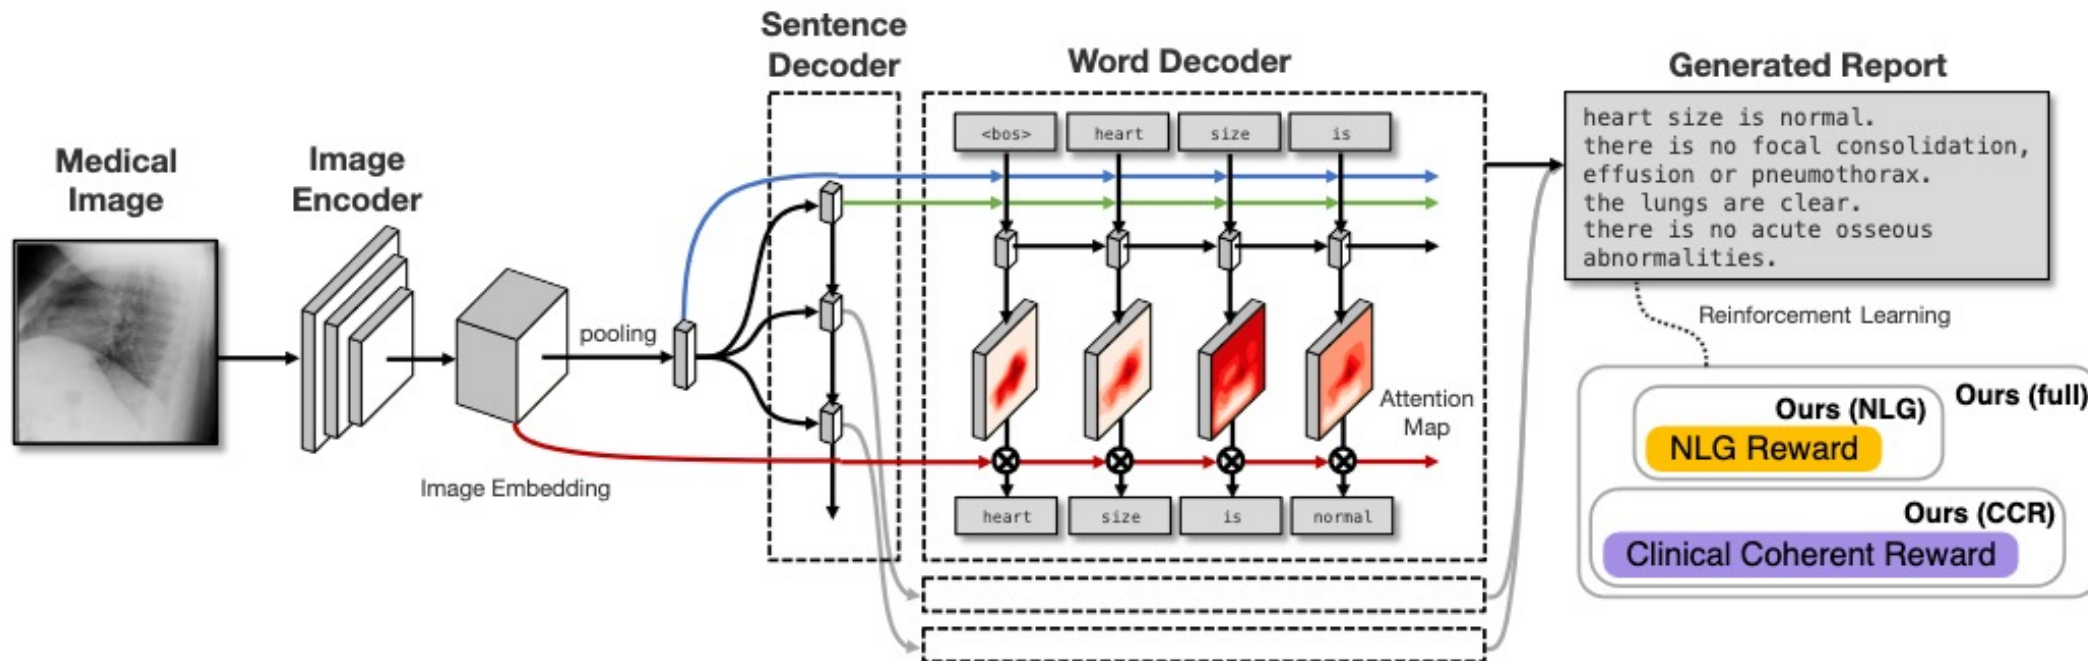 Medical
Image
Image
Encoder
pooling
Image Embedding
Sentence
Decoder
Word Decoder
<bos> heart size is
Attention
Map
heart size is normal
Generated Report
heart size is normal.
there is no focal consolidation,
effusion or pneumothorax.
the lungs are clear.
there is no acute osseous
abnormalities.
Reinforcement Learning
Ours (full)
Ours (NLG)
NLG Reward
Ours (CCR)
Clinical Coherent Reward